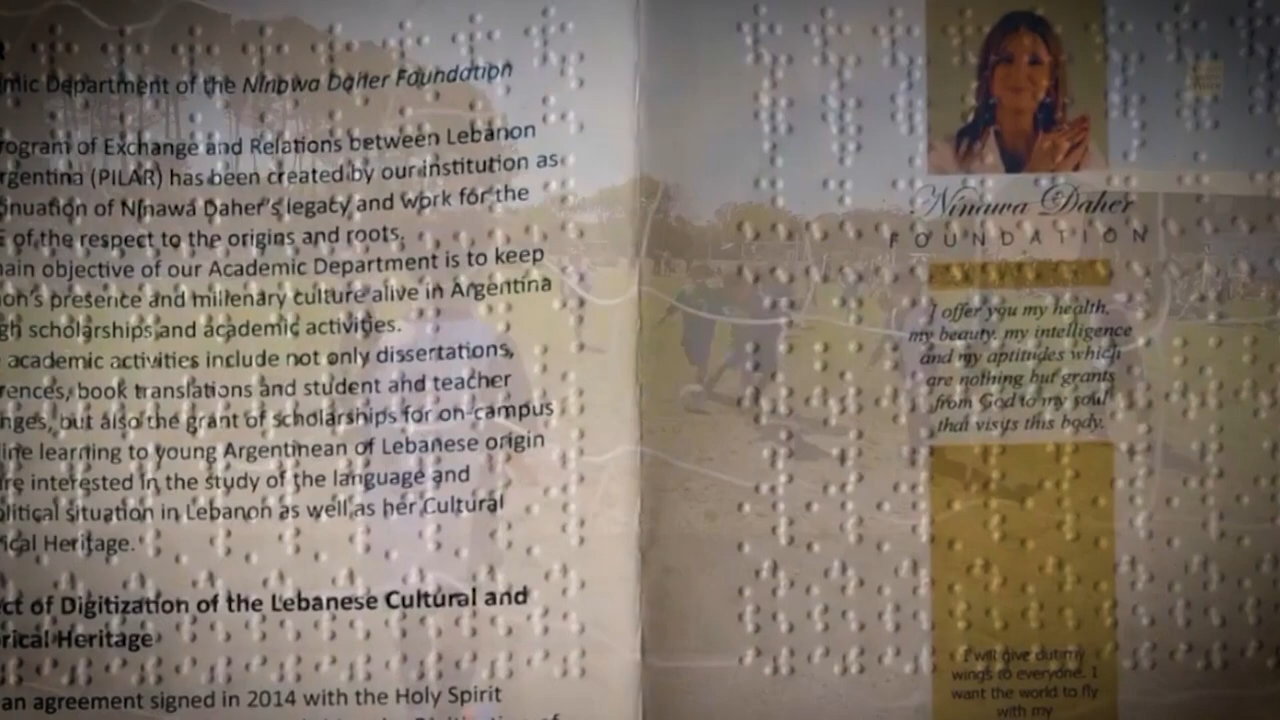 mic Department of the Ninawa Daher Foundation
rogram of Exchange and Relations between Lebanon
rgentina (PILAR) has been created by our institution as
nuation of Ninawa Daher's legacy and work for the
of the respect to the origins and roots.
ain objective of our Academic Department is to keep
on's presence and millenary culture alive in Argentina
gh scholarships and academic activities.
academic activities include not only dissertations,
rences, book translations and student and teacher
nges, but also the grant of scholarships for on-campus
line learning to young Argentinean of Lebanese origin
re interested in the study of the language and
olitical situation in Lebanon as well as her Cultural
ical Heritage.
ct of Digitization of the Lebanese Cultural and
rical Heritage
an agreement signed in 2014 with the Holy Spirit
Ninawa Daher
FOUNDATION
I offer you my health,
my beauty, my intelligence
and my aptitudes which
are nothing but grants
from God to my soul
that visits this body.
I will give out my
wings to everyone. I
want the world to fly
with my